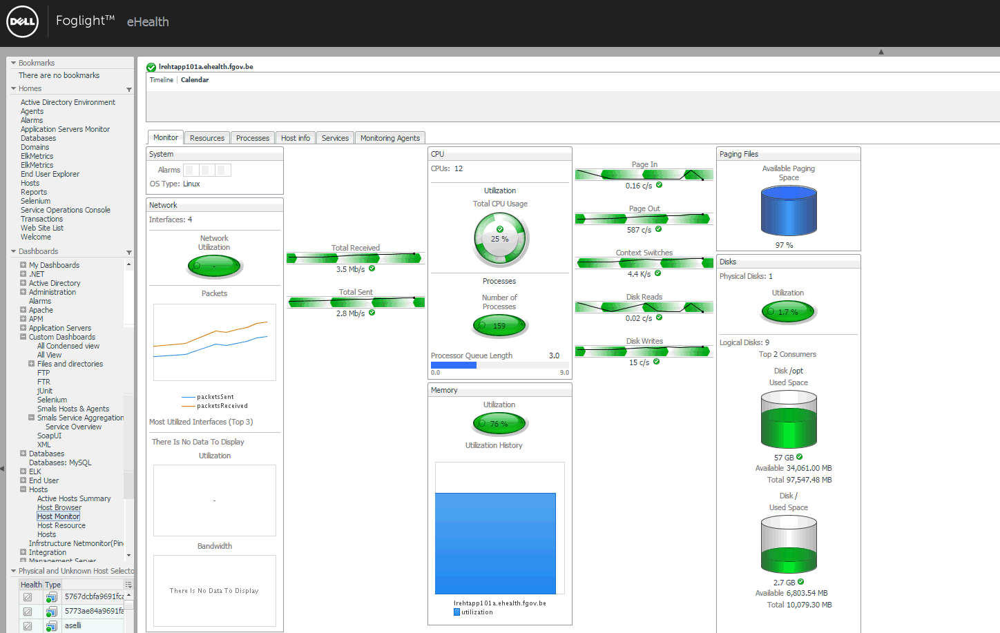 DELL
Foglight™ eHealth
Bookmarks
There are no bookmarks
Homes
Active Directory Environment
Agents
Alarms
Application Servers Monitor
Databases
Domains
ElkMetrics
ElkMetrics
End User Explorer
Hosts
Reports
Selenium
Service Operations Console
Transactions
Web Site List
Welcome
Dashboards
My Dashboards
.NET
Active Directory
Administration
Alarms
Apache
APM
Application Servers
Custom Dashboards
All Condensed view
All View
Files and directories
FTP
FTR
jUnit
Selenium
Smals Hosts & Agents
Smals Service Aggregation
Service Overview
SoapUI
XML
Databases
Databases: MySQL
ELK
End User
Hosts
Active Hosts Summary
Host Browser
Host Monitor
Host Resource
Hosts
Infrstructure Netmonitor(Pin
Integration
Management Server
Physical and Unknown Host Selecto
Health Type
5767dcbfa9691fca
5773ae84a9691fa
aselli
lrehtapp101a.ehealth.fgov.be
Timeline Calendar
Monitor Resources Processes Host info Services Monitoring Agents
System
Alarms
OS Type: Linux
Network
Interfaces: 4
Network
Utilization
-
Packets
packetsSent
packetsReceived
Most Utilized Interfaces (Top 3)
There Is No Data To Display
Utilization
-
Bandwidth
There Is No Data To Display
Total Received
3.5 Mb/s
Total Sent
2.8 Mb/s
CPU
CPUs: 12
Utilization
Total CPU Usage
25 %
Processes
Number of
Processes
159
Processor Queue Length 3.0
0.0 9.0
Memory
Utilization
76 %
Utilization History
lrehtapp101a.ehealth.fgov.be
utilization
Page In
0.16 c/s
Page Out
587 c/s
Context Switches
4.4 K/s
Disk Reads
0.02 c/s
Disk Writes
15 c/s
Paging Files
Available Paging
Space
97 %
Disks
Physical Disks: 1
Utilization
1.7 %
Logical Disks: 9
Top 2 Consumers
Disk /opt
Used Space
57 GB
Available 34,061.00 MB
Total 97,547.48 MB
Disk /
Used Space
2.7 GB
Available 6,803.54 MB
Total 10,079.30 MB